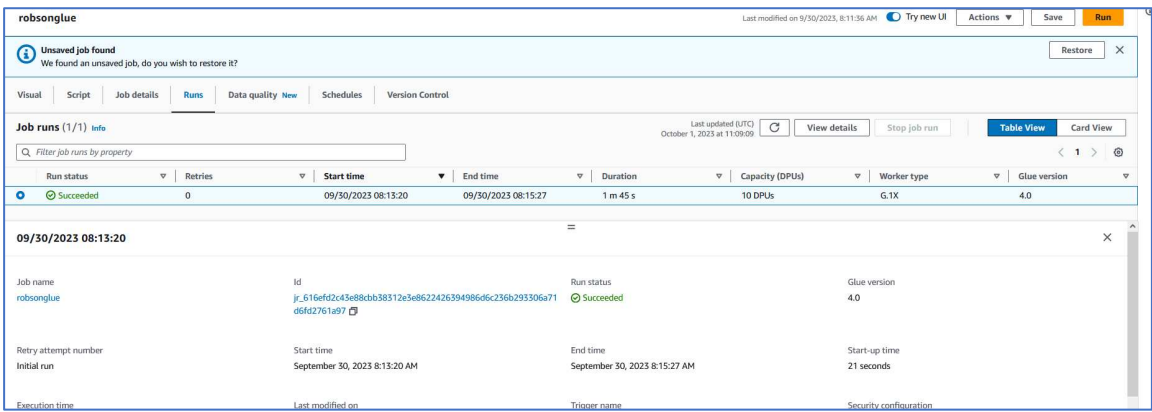 robsonglue
Last modified on 9/30/2023, 8:11:36 AM Try new UI Actions Save Run
Unsaved job found
We found an unsaved job, do you wish to restore it?
Restore
Visual Script Job details Runs Data quality New Schedules Version Control
Job runs (1/1) Info
Last updated (UTC)
October 1, 2023 at 11:09:09
View details Stop job run Table View Card View
Filter job runs by property
1
Run status Retries Start time End time Duration Capacity (DPUs) Worker type Glue version
Succeeded 0 09/30/2023 08:13:20 09/30/2023 08:15:27 1 m 45 s 10 DPUs G.1X 4.0
09/30/2023 08:13:20
Job name Id Run status Glue version
robsonglue jr_616efd2c43e88cbb38312e3e8622426394986d6c236b293306a71 Succeeded 4.0
d6fd2761a97
Retry attempt number Start time End time Start-up time
Initial run September 30, 2023 8:13:20 AM September 30, 2023 8:15:27 AM 21 seconds
Execution time Last modified on Trigger name Security configuration